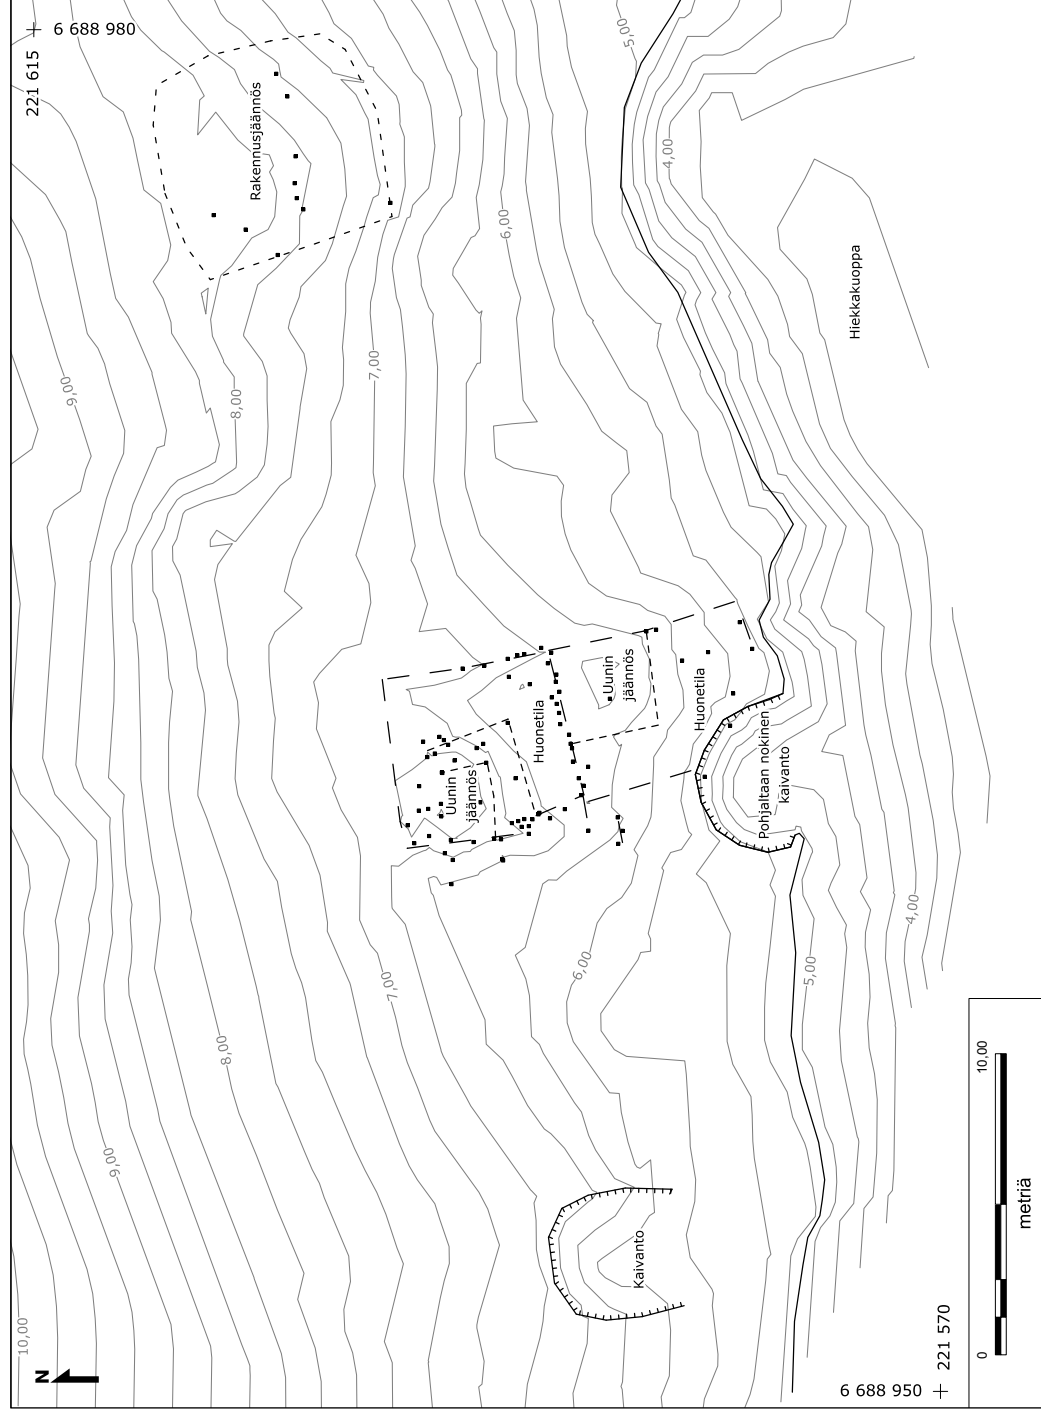 6 688 980
221 615
Rakennusjäännös
5,00
4,00
6,00
Hiekkakuoppa
7,00
9,00
8,00
Uunin
jäännös
Huonetila
Huonetila
Uunin
jäännös
Pohjaltaan nokinen
kaivanto
4,00
6,00
5,00
7,00
8,00
9,00
Kaivanto
10,00
N
221 570
6 688 950
0
10,00
metriä